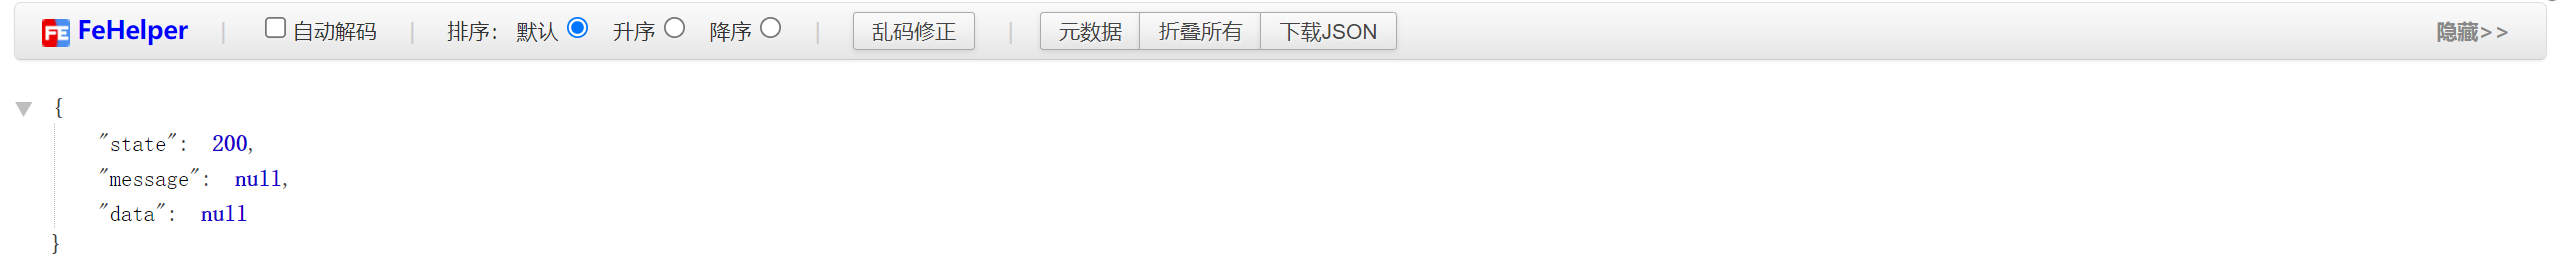 FeHelper | 自动解码 | 排序: 默认 升序 降序 | 乱码修正 | 元数据 折叠所有 下载JSON 隐藏>>
{
"state": 200,
"message": null,
"data": null
}